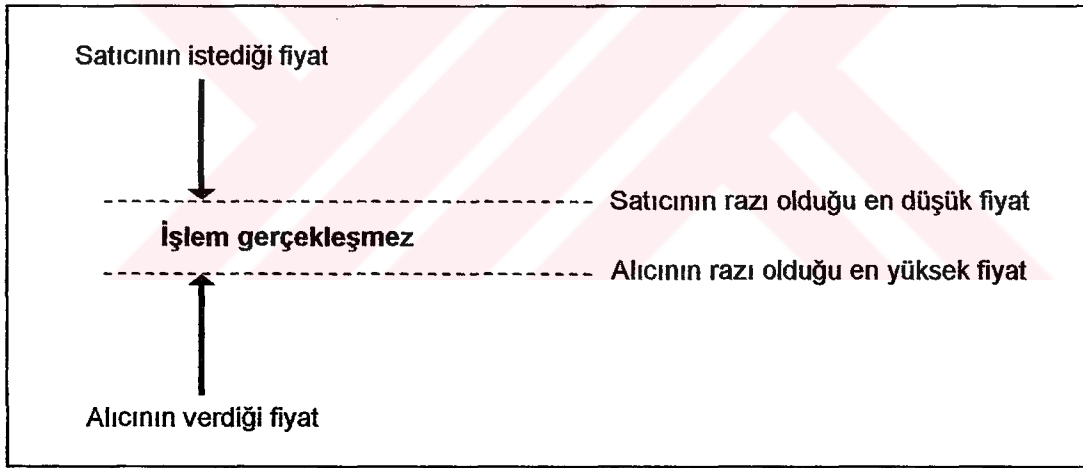 Satıcının istediği fiyat
Satıcının razı olduğu en düşük fiyat
İşlem gerçekleşmez
Alıcının razı olduğu en yüksek fiyat
Alıcının verdiği fiyat